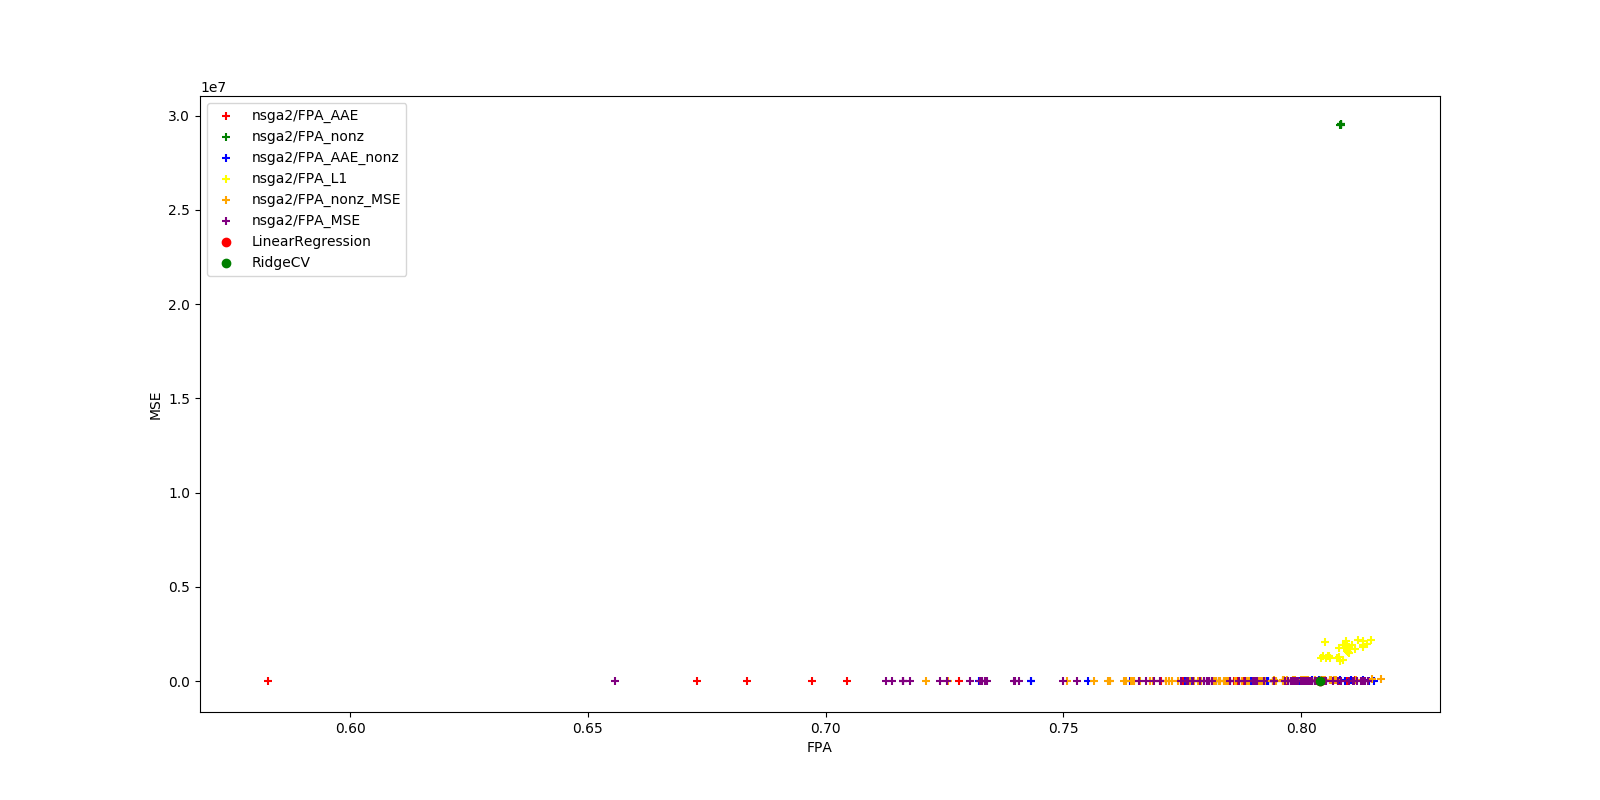 1e7
3.0
2.5
2.0
1.5
1.0
0.5
0.0
MSE
nsga2/FPA_AAE
nsga2/FPA_nonz
nsga2/FPA_AAE_nonz
nsga2/FPA_L1
nsga2/FPA_nonz_MSE
nsga2/FPA_MSE
LinearRegression
RidgeCV
0.60 0.65 0.70 0.75 0.80
FPA